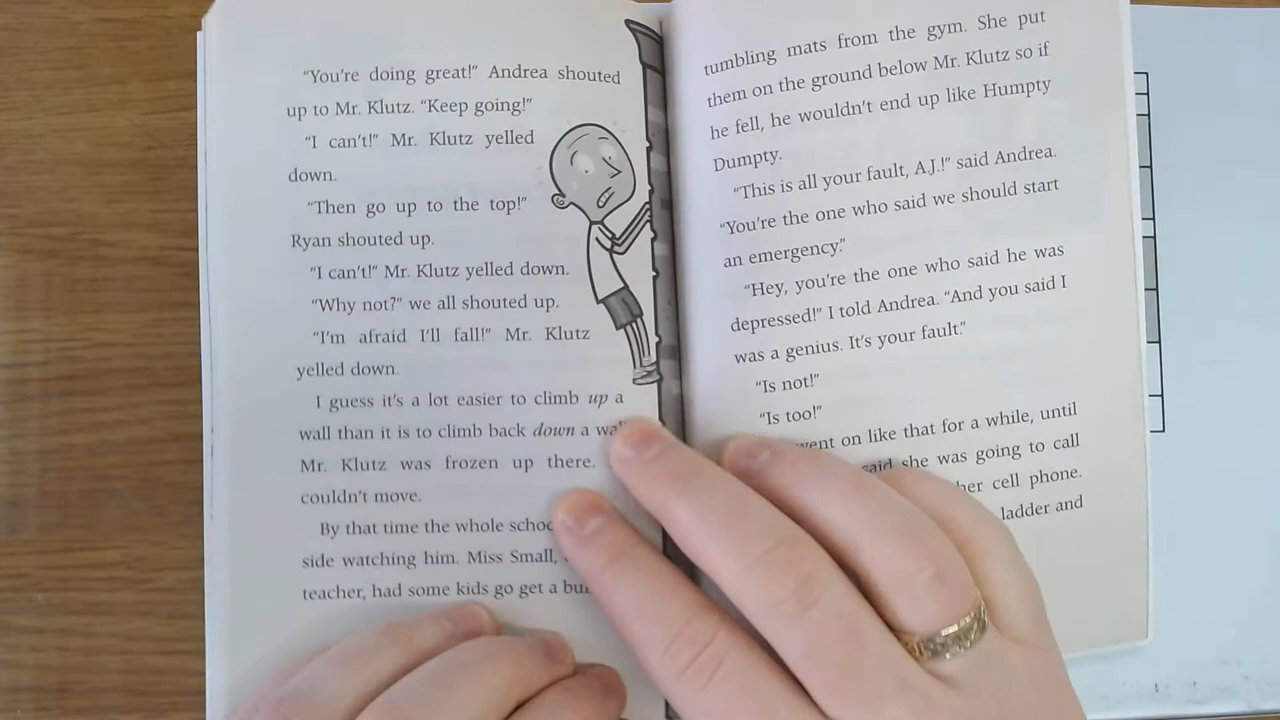 “You’re doing great!” Andrea shouted
up to Mr. Klutz. “Keep going!”
“I can’t!” Mr. Klutz yelled
down.
“Then go up to the top!”
Ryan shouted up.
“I can’t!” Mr. Klutz yelled down.
“Why not?” we all shouted up.
“I’m afraid I’ll fall!” Mr. Klutz
yelled down.
I guess it’s a lot easier to climb up a
wall than it is to climb back down a
Mr. Klutz was frozen up there.
couldn’t move.
By that time the whole
side watching him. Miss Small,
teacher, had some kids go get a
tumbling mats from the gym. She put
them on the ground below Mr. Klutz so if
he fell, he wouldn’t end up like Humpty
Dumpty.
“This is all your fault, A.J.!” said Andrea.
“You’re the one who said we should start
an emergency.”
“Hey, you’re the one who said he was
depressed!” I told Andrea. “And you said I
was a genius. It’s your fault.”
“Is not!”
“Is too!”
went on like that for a while, until
said she was going to call
her cell phone.
ladder and